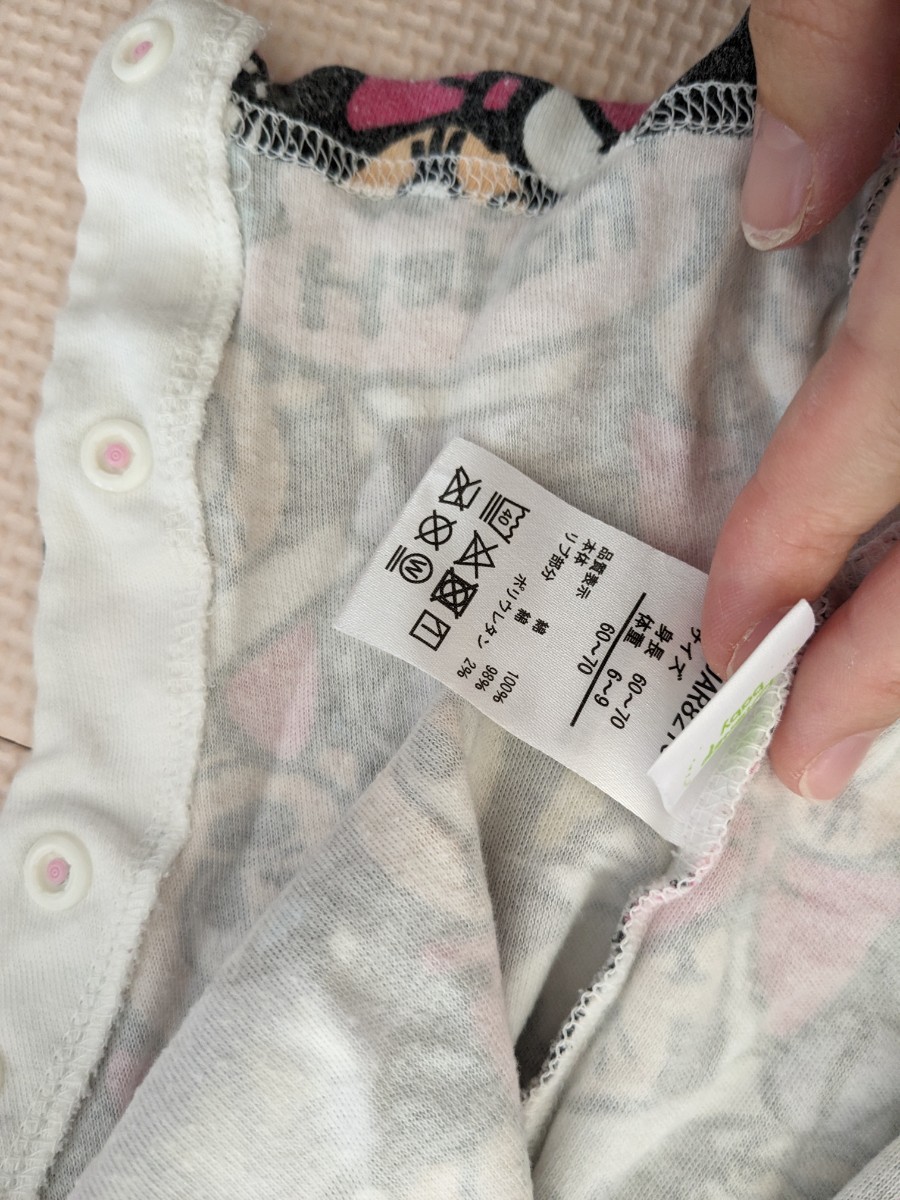 サイズ 60~70
身長 60~70
体重 6~9
品質表示
本体 綿 100%
リブ部分 綿 98%
ポリウレタン 2%
40
W